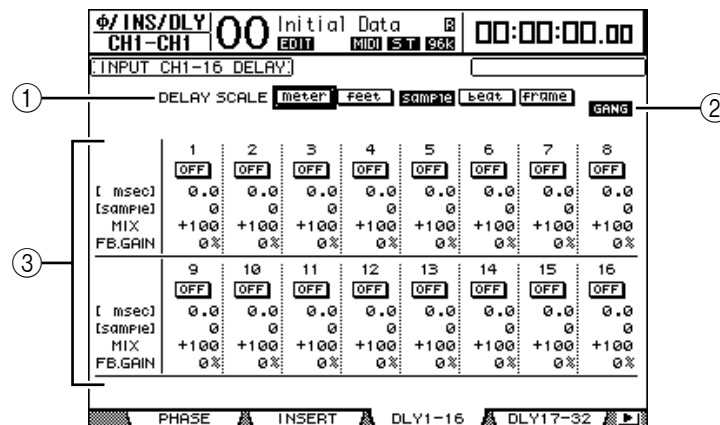 Φ/INS/DLY 00 Initial Data R 00:00:00.00
CH1-CH1 EDIT MIDI ST 96K
INPUT CH1-16 DELAY
1 DELAY SCALE meter feet sample beat frame
GANG 2
3
1 2 3 4 5 6 7 8
OFF OFF OFF OFF OFF OFF OFF OFF
[ msec] 0.0 0.0 0.0 0.0 0.0 0.0 0.0 0.0
[sample] 0 0 0 0 0 0 0 0
MIX +100 +100 +100 +100 +100 +100 +100 +100
FB.GAIN 0% 0% 0% 0% 0% 0% 0% 0%
9 10 11 12 13 14 15 16
OFF OFF OFF OFF OFF OFF OFF OFF
[ msec] 0.0 0.0 0.0 0.0 0.0 0.0 0.0 0.0
[sample] 0 0 0 0 0 0 0 0
MIX +100 +100 +100 +100 +100 +100 +100 +100
FB.GAIN 0% 0% 0% 0% 0% 0% 0% 0%
PHASE INSERT DLY1-16 DLY17-32